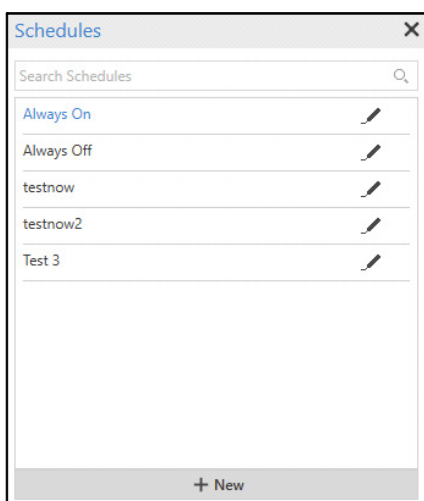 Schedules
Search Schedules
Always On
Always Off
testnow
testnow2
Test 3
+ New